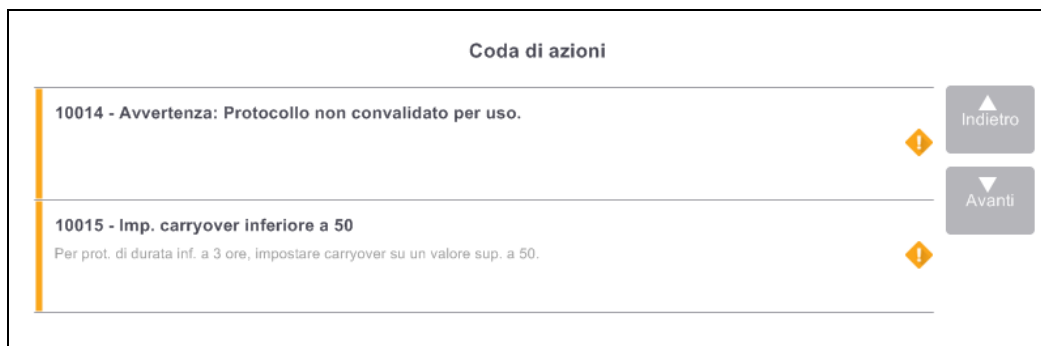 Coda di azioni
10014 - Avvertenza: Protocollo non convalidato per uso.
Indietro
Avanti
10015 - Imp. carryover inferiore a 50
Per prot. di durata inf. a 3 ore, impostare carryover su un valore sup. a 50.